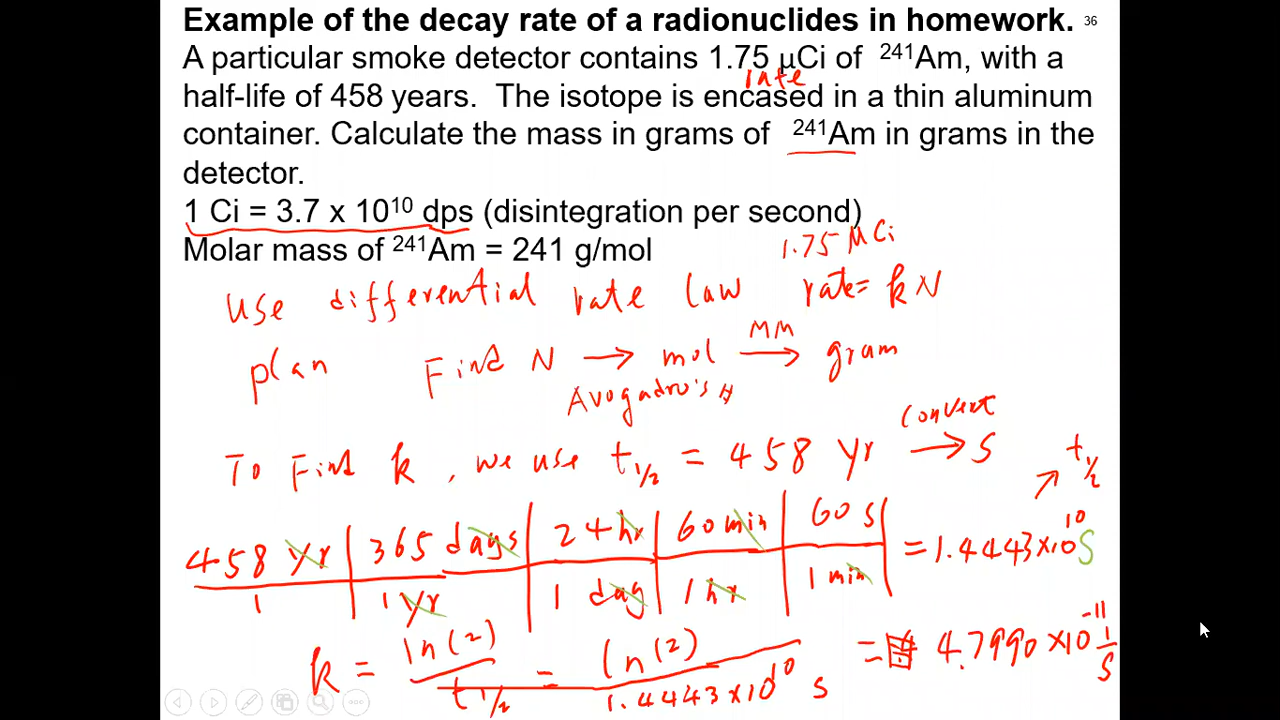 Example of the decay rate of a radionuclides in homework. 36
A particular smoke detector contains 1.75 μCi of ²⁴¹Am, with a
rate
half-life of 458 years. The isotope is encased in a thin aluminum
container. Calculate the mass in grams of ²⁴¹Am in grams in the
detector.
1 Ci = 3.7 x 10¹⁰ dps (disintegration per second)
Molar mass of ²⁴¹Am = 241 g/mol
1.75 μCi
Use differential rate law rate = kN
plan Find N → mol MM → gram
Avogadro's #
To Find k, we use t₁/₂ = 458 yr convert → s
t₁/₂
458 yr | 365 days | 24 hr | 60 min | 60 s = 1.4443×10¹⁰ s
1 | 1 yr | 1 day | 1 hr | 1 min
k = ln(2) / t₁/₂ = ln(2) / 1.4443×10¹⁰ s = 4.7990×10⁻¹¹ 1/s